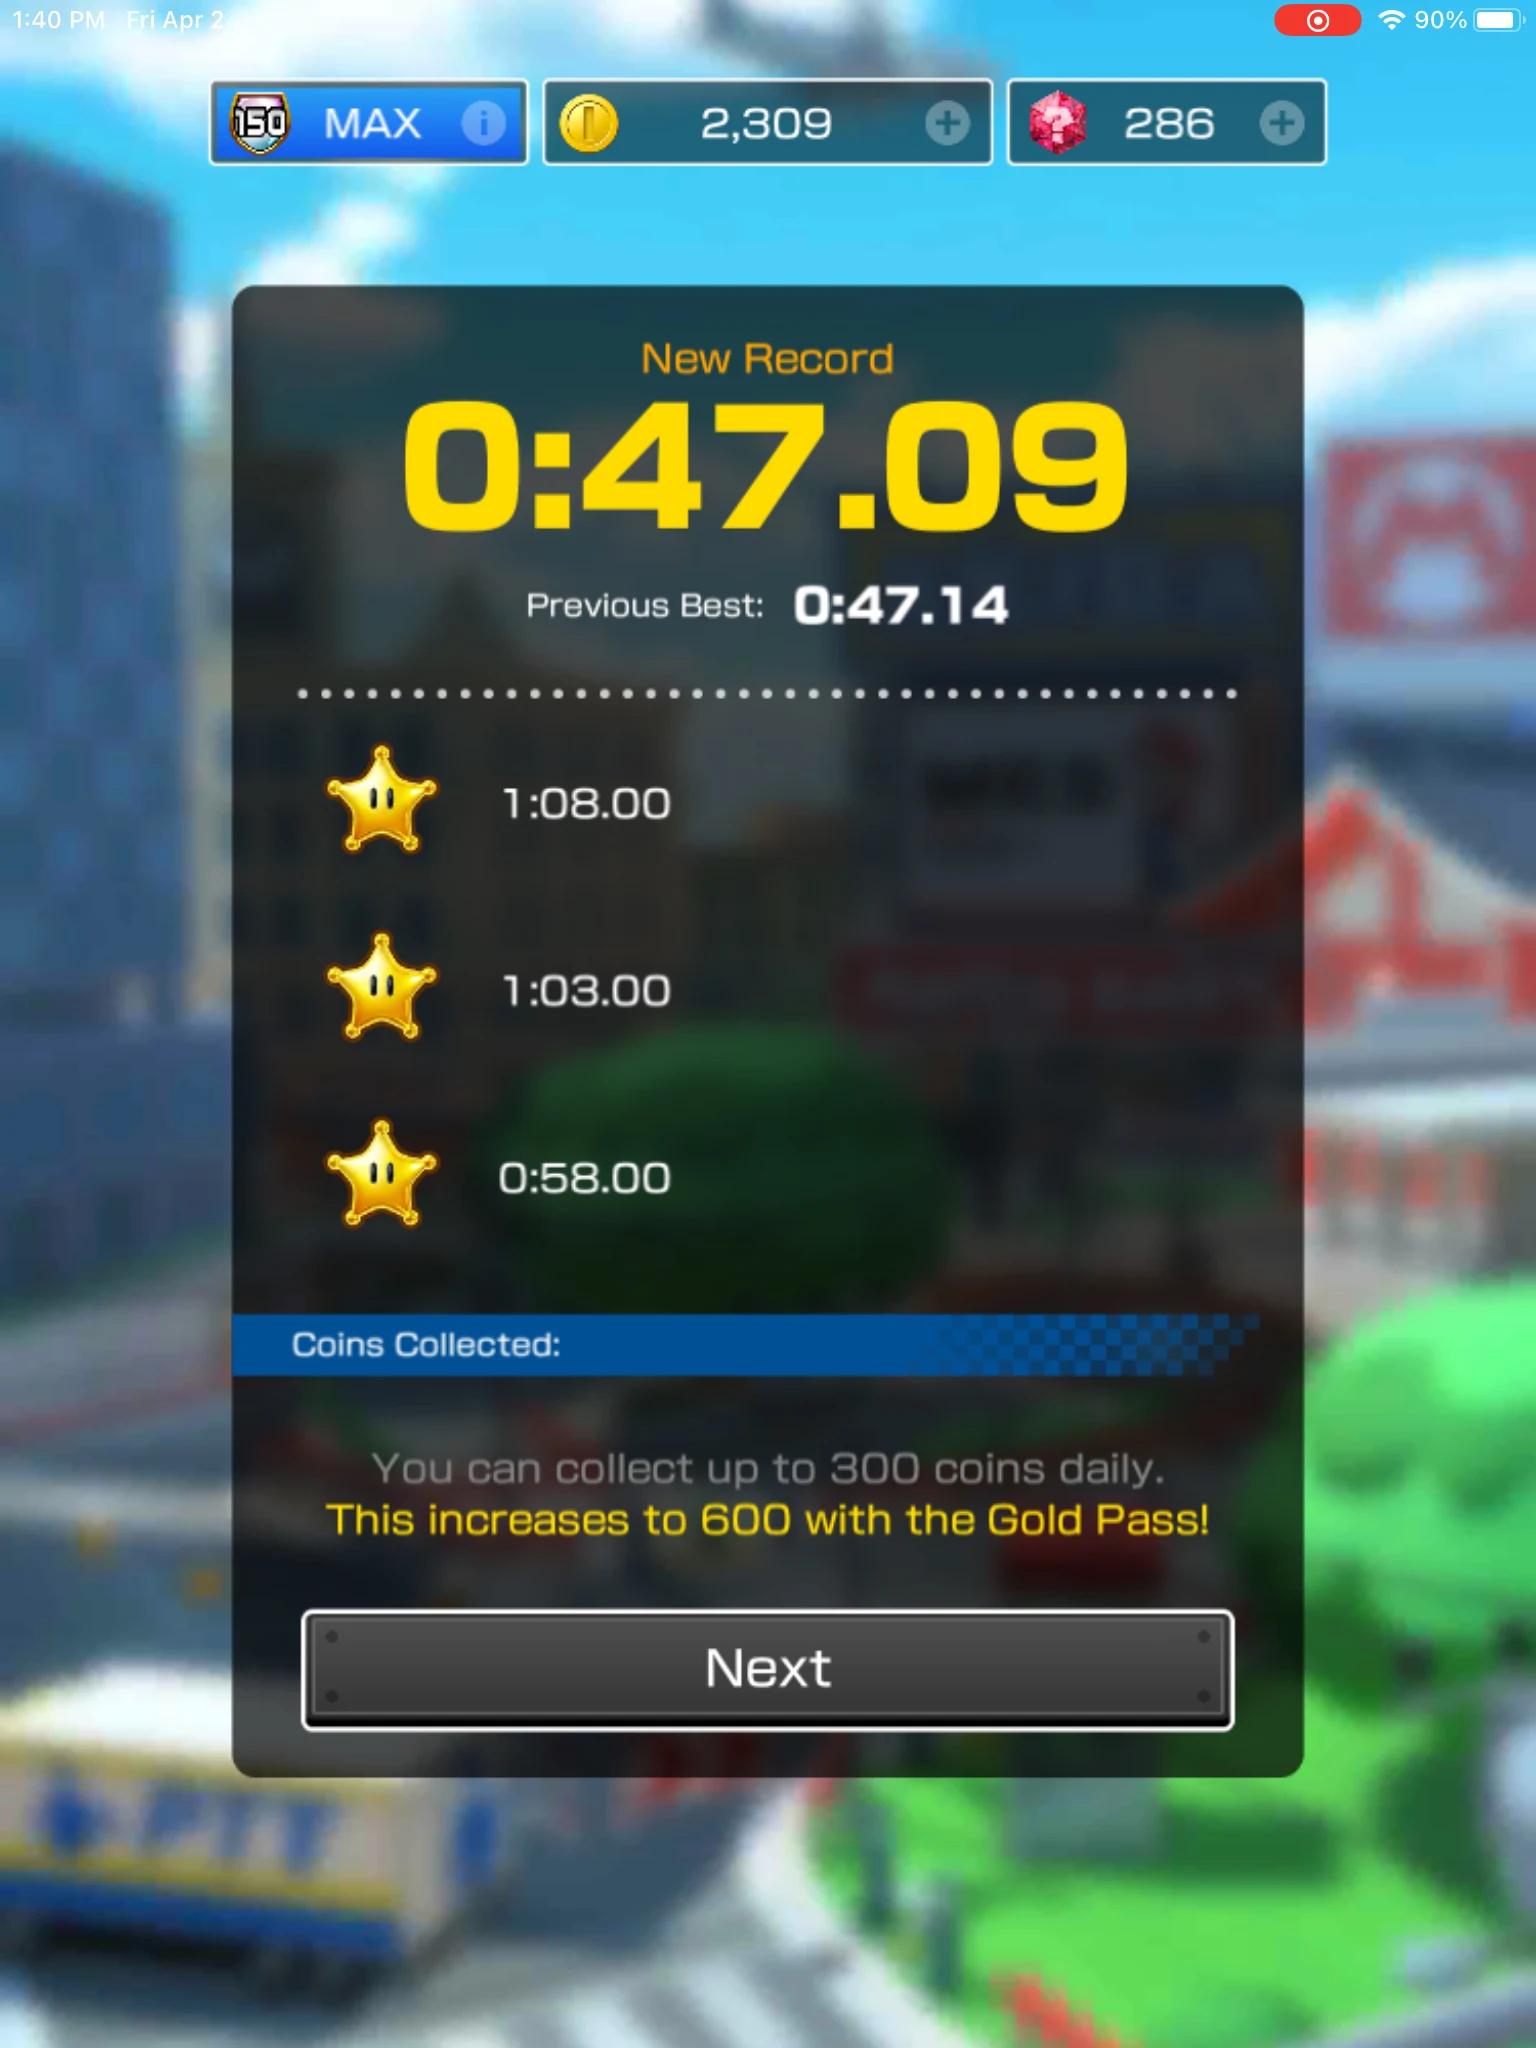 1:40 PM Fri Apr 2
90%
150 MAX i 2,309 + 286 +
New Record
0:47.09
Previous Best: 0:47.14
1:08.00
1:03.00
0:58.00
Coins Collected:
You can collect up to 300 coins daily.
This increases to 600 with the Gold Pass!
Next